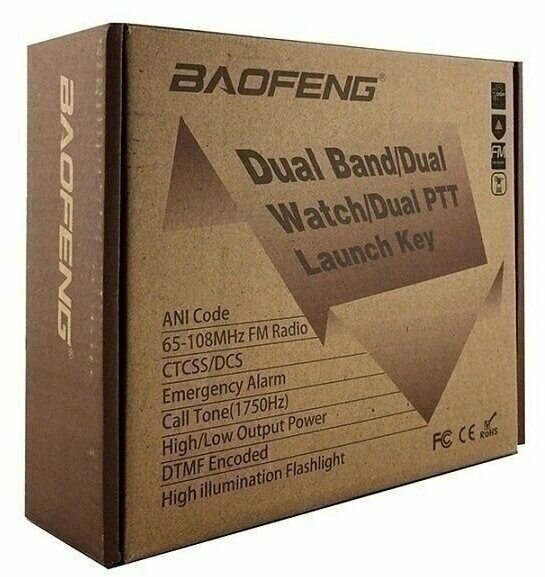 BAOFENG®
BAOFENG®
Dual Band/Dual
Watch/Dual PTT
Launch Key
FM
ANI Code
65-108MHz FM Radio
CTCSS/DCS
Emergency Alarm
Call Tone(1750Hz)
High/Low Output Power
DTMF Encoded
High illumination Flashlight
FC CE RoHS